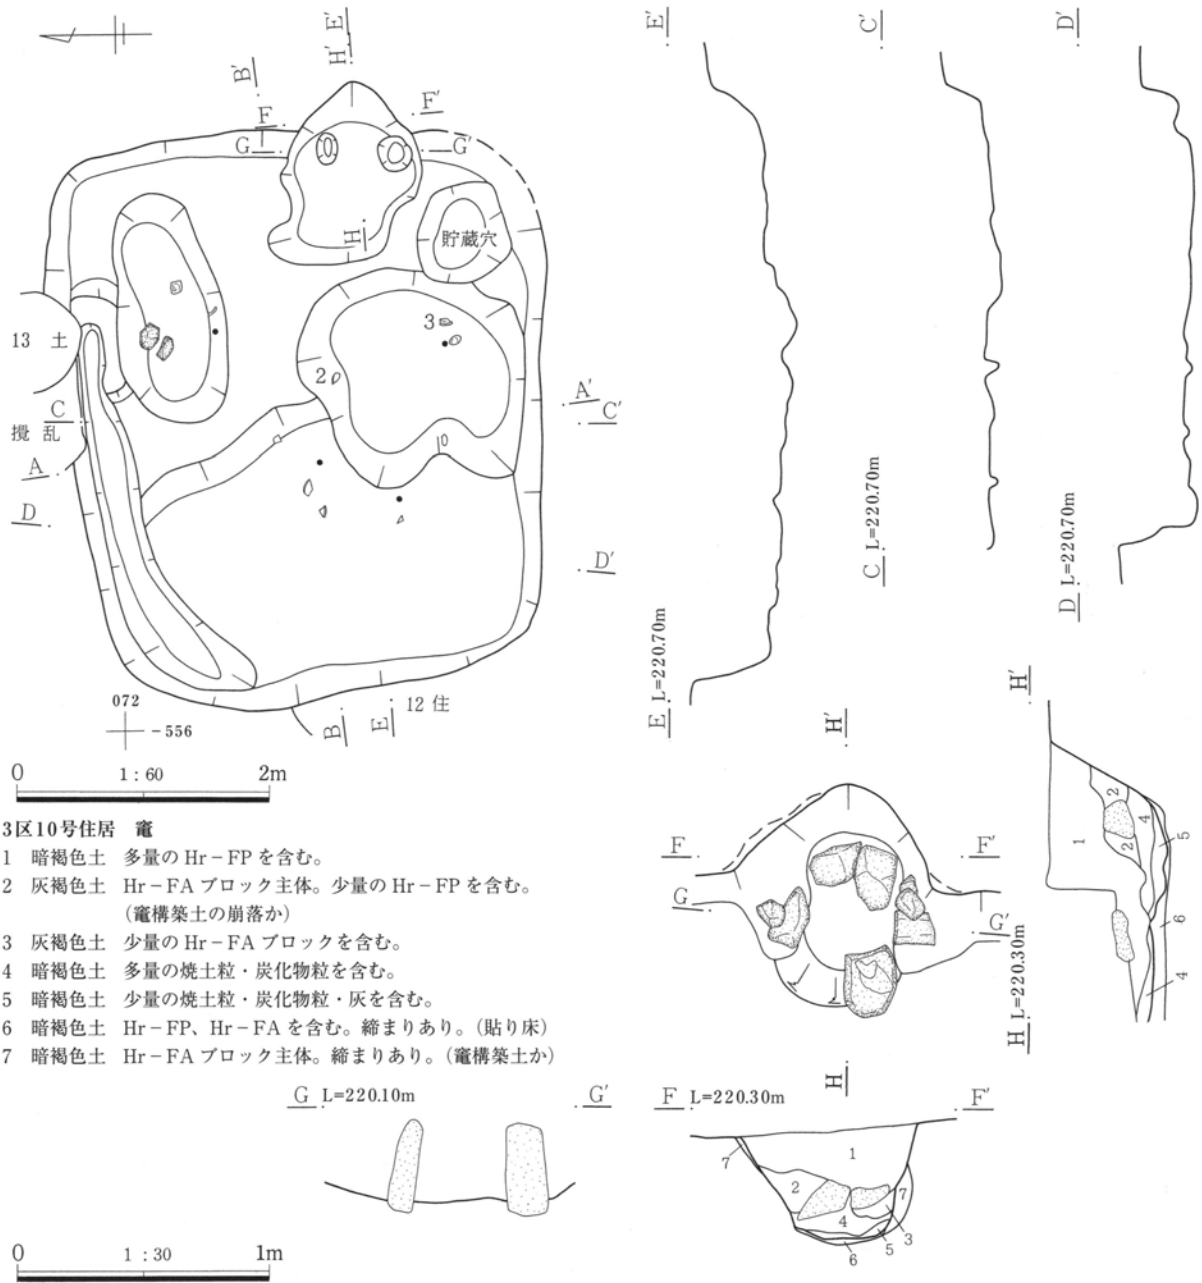 E'
H'
B'
F
F'
G
G'
H
貯蔵穴
3
13 土
2
A'
C
C'
攪乱
A
D
D'
12 住
B
E
072
-556
0 1：60 2m
E'
C'
D'
E L=220.70m
C L=220.70m
D L=220.70m
3区10号住居 竃
1 暗褐色土 多量の Hr－FP を含む。
2 灰褐色土 Hr－FA ブロック主体。少量の Hr－FP を含む。
（竃構築土の崩落か）
3 灰褐色土 少量の Hr－FA ブロックを含む。
4 暗褐色土 多量の焼土粒・炭化物粒を含む。
5 暗褐色土 少量の焼土粒・炭化物粒・灰を含む。
6 暗褐色土 Hr－FP、Hr－FA を含む。締まりあり。（貼り床）
7 暗褐色土 Hr－FA ブロック主体。締まりあり。（竃構築土か）
H'
F
F'
G
G'
H
H'
2
4
1
5
2
6
4
H L=220.30m
G L=220.10m
G'
F L=220.30m
F'
7
1
2
7
4
3
5
6
0 1：30 1m